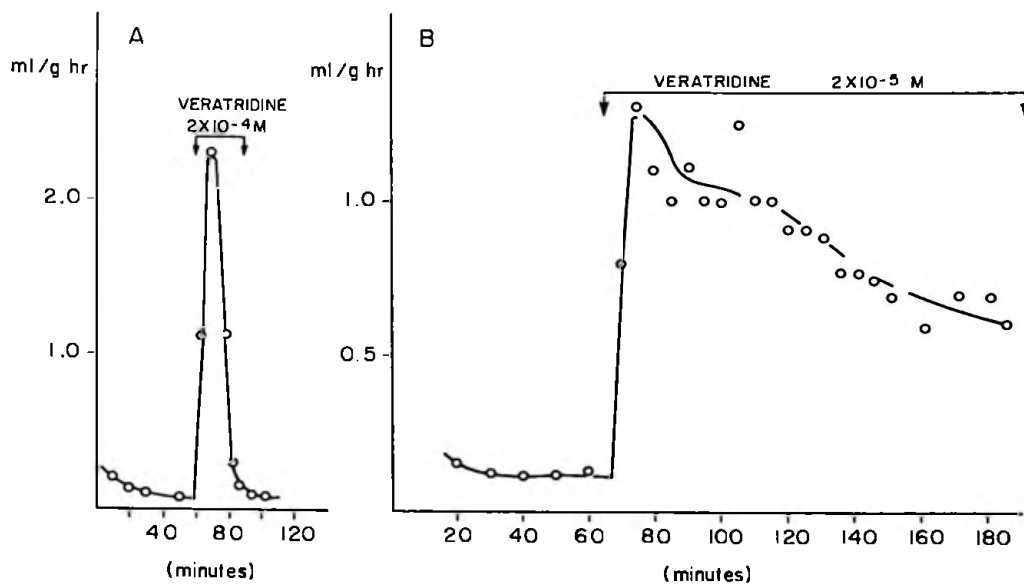 A
ml/g hr
VERATRIDINE
2X10-4M
2.0
1.0
40 80 120
(minutes)
B
ml/g hr
VERATRIDINE 2X10-5 M
1.0
0.5
20 40 60 80 100 120 140 160 180
(minutes)